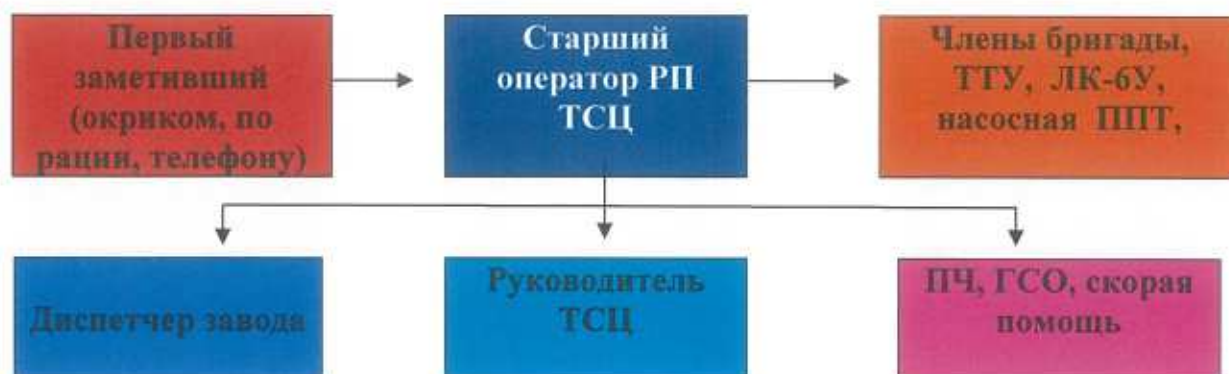 Первый
заметивший
(окриком, по
рации, телефону)
Старший
оператор РП
ТСЦ
Члены бригады,
ТТУ, ЛК-6У,
насосная ППТ,
Диспетчер завода
Руководитель
ТСЦ
ПЧ, ГСО, скорая
помощь